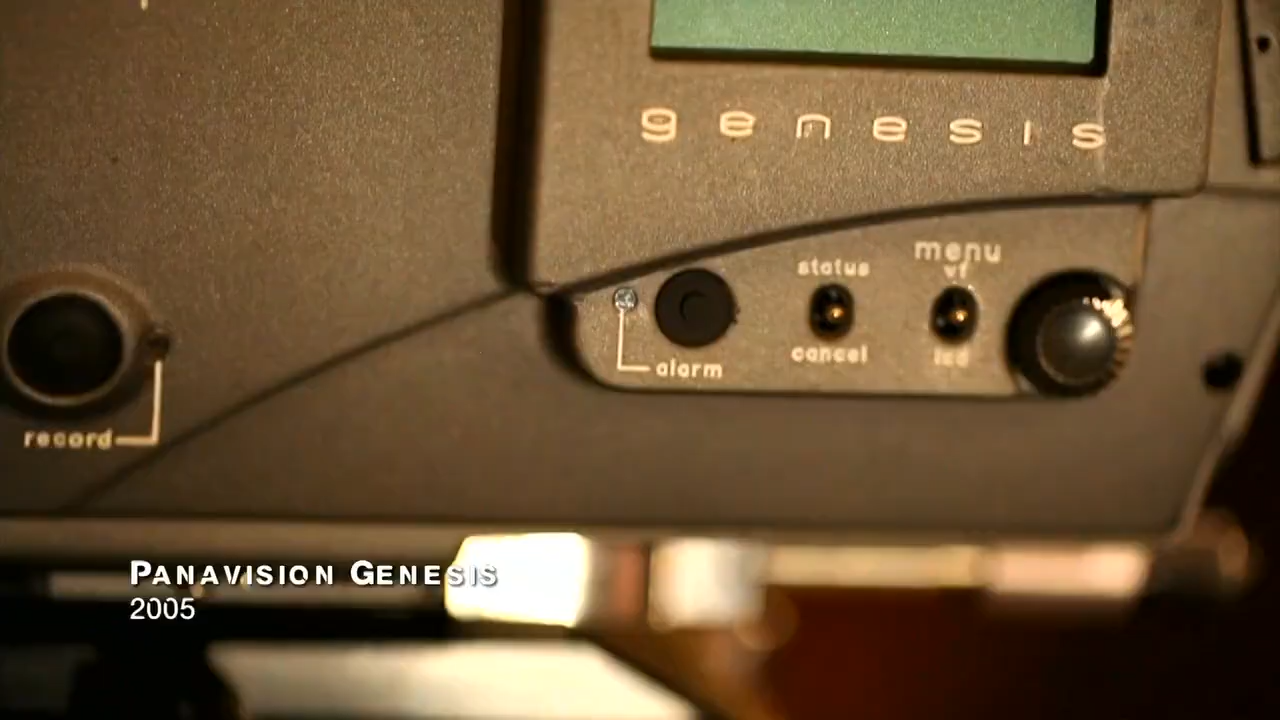 genesis
menu
status
vf
cancel
lcd
alarm
record
PANAVISION GENESIS
2005